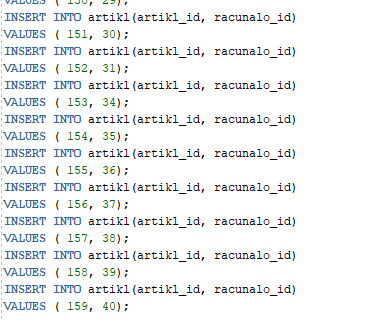 VALUES ( 150, 29);
INSERT INTO artikl(artikl_id, racunalo_id)
VALUES ( 151, 30);
INSERT INTO artikl(artikl_id, racunalo_id)
VALUES ( 152, 31);
INSERT INTO artikl(artikl_id, racunalo_id)
VALUES ( 153, 34);
INSERT INTO artikl(artikl_id, racunalo_id)
VALUES ( 154, 35);
INSERT INTO artikl(artikl_id, racunalo_id)
VALUES ( 155, 36);
INSERT INTO artikl(artikl_id, racunalo_id)
VALUES ( 156, 37);
INSERT INTO artikl(artikl_id, racunalo_id)
VALUES ( 157, 38);
INSERT INTO artikl(artikl_id, racunalo_id)
VALUES ( 158, 39);
INSERT INTO artikl(artikl_id, racunalo_id)
VALUES ( 159, 40);